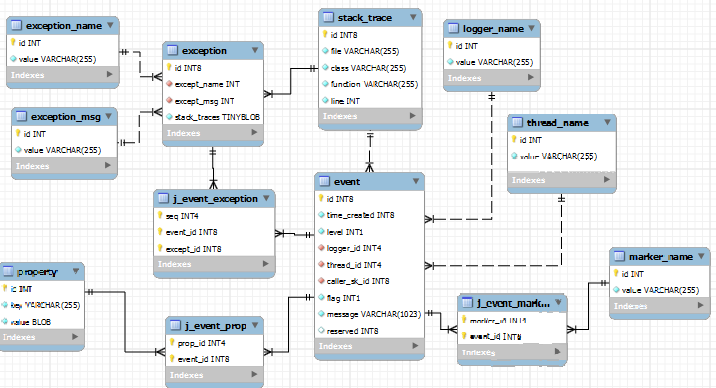 exception_name
id INT
value VARCHAR(255)
Indexes
exception_msg
id INT
value VARCHAR(255)
Indexes
exception
id INT8
except_name INT
except_msg INT
stack_traces TINYBLOB
Indexes
stack_trace
id INT8
file VARCHAR(255)
class VARCHAR(255)
function VARCHAR(255)
line INT
Indexes
logger_name
id INT
value VARCHAR(255)
Indexes
thread_name
id INT
value VARCHAR(255)
Indexes
j_event_exception
seq INT4
event_id INT8
except_id INT8
Indexes
event
id INT8
time_created INT8
level INT1
logger_id INT4
thread_id INT4
caller_sk_id INT8
flag INT1
message VARCHAR(1023)
reserved INT8
Indexes
marker_name
id INT
value VARCHAR(255)
Indexes
property
id INT
key VARCHAR(255)
value BLOB
Indexes
j_event_prop
prop_id INT4
event_id INT8
Indexes
j_event_mark...
marker_id INT4
event_id INT8
Indexes